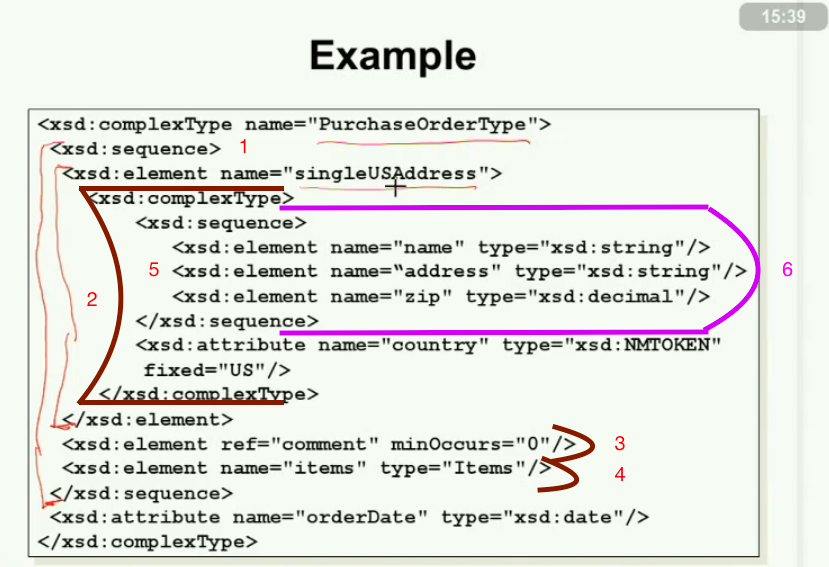 15:39
Example
<xsd:complexType name="PurchaseOrderType">
<xsd:sequence> 1
<xsd:element name="singleUSAddress">
<xsd:complexType>
<xsd:sequence>
<xsd:element name="name" type="xsd:string"/>
5 <xsd:element name=“address" type="xsd:string"/> 6
2 <xsd:element name="zip" type="xsd:decimal"/>
</xsd:sequence>
<xsd:attribute name="country" type="xsd:NMTOKEN"
fixed="US"/>
</xsd:complexType>
</xsd:element>
<xsd:element ref="comment" minOccurs="0"/> 3
<xsd:element name="items" type="Items"/> 4
</xsd:sequence>
<xsd:attribute name="orderDate" type="xsd:date"/>
</xsd:complexType>